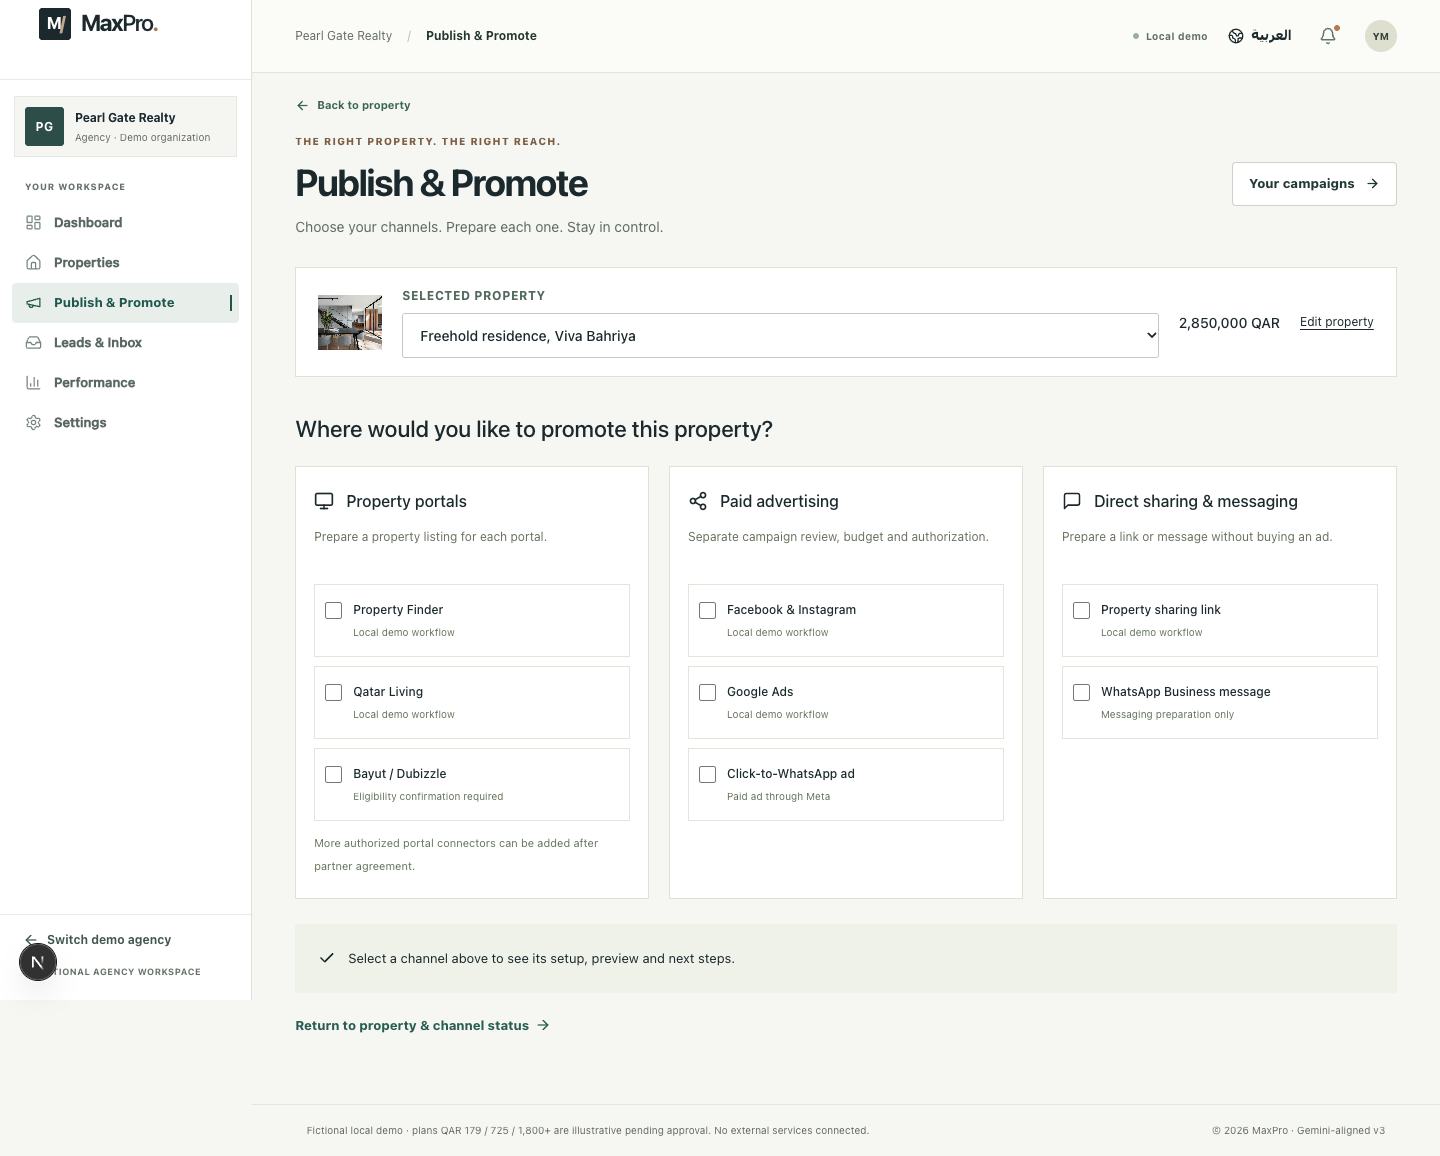 M/ MaxPro.
PG
Pearl Gate Realty
Agency · Demo organization
YOUR WORKSPACE
Dashboard
Properties
Publish & Promote
Leads & Inbox
Performance
Settings
Switch demo agency
N
TIONAL AGENCY WORKSPACE
Pearl Gate Realty / Publish & Promote
Local demo
العربية
YM
Back to property
THE RIGHT PROPERTY. THE RIGHT REACH.
Publish & Promote
Your campaigns
Choose your channels. Prepare each one. Stay in control.
SELECTED PROPERTY
Freehold residence, Viva Bahriya
2,850,000 QAR
Edit property
Where would you like to promote this property?
Property portals
Prepare a property listing for each portal.
Property Finder
Local demo workflow
Qatar Living
Local demo workflow
Bayut / Dubizzle
Eligibility confirmation required
More authorized portal connectors can be added after
partner agreement.
Paid advertising
Separate campaign review, budget and authorization.
Facebook & Instagram
Local demo workflow
Google Ads
Local demo workflow
Click-to-WhatsApp ad
Paid ad through Meta
Direct sharing & messaging
Prepare a link or message without buying an ad.
Property sharing link
Local demo workflow
WhatsApp Business message
Messaging preparation only
Select a channel above to see its setup, preview and next steps.
Return to property & channel status
Fictional local demo · plans QAR 179 / 725 / 1,800+ are illustrative pending approval. No external services connected.
© 2026 MaxPro · Gemini-aligned v3